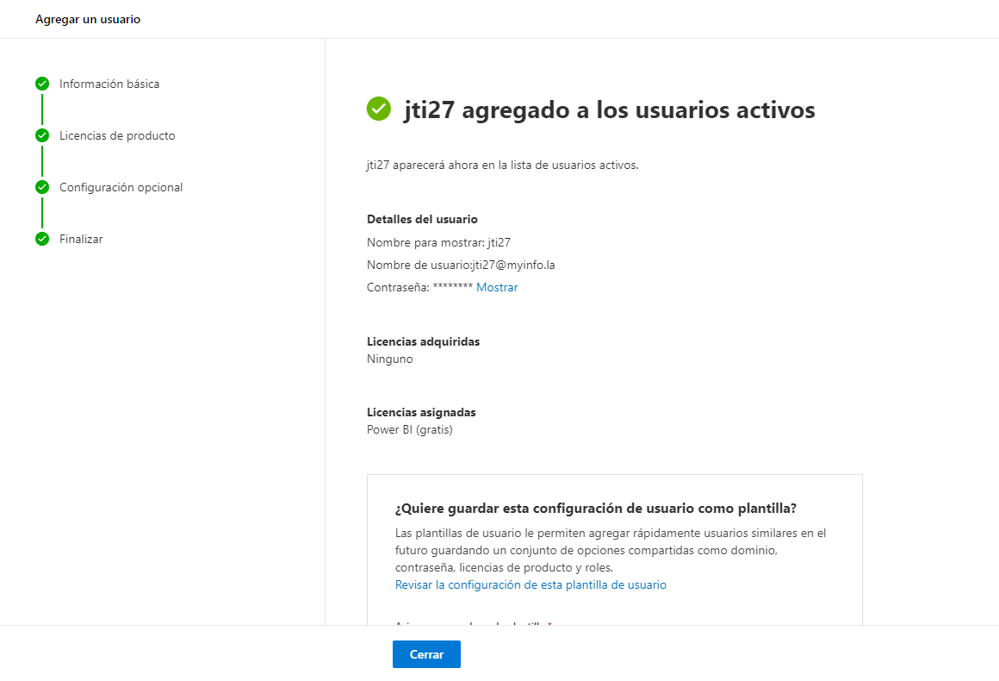 Agregar un usuario
Información básica
Licencias de producto
Configuración opcional
Finalizar
jti27 agregado a los usuarios activos
jti27 aparecerá ahora en la lista de usuarios activos.
Detalles del usuario
Nombre para mostrar: jti27
Nombre de usuario:jti27@myinfo.la
Contraseña: ******** Mostrar
Licencias adquiridas
Ninguno
Licencias asignadas
Power BI (gratis)
¿Quiere guardar esta configuración de usuario como plantilla?
Las plantillas de usuario le permiten agregar rápidamente usuarios similares en el
futuro guardando un conjunto de opciones compartidas como dominio,
contraseña, licencias de producto y roles.
Revisar la configuración de esta plantilla de usuario
Cerrar